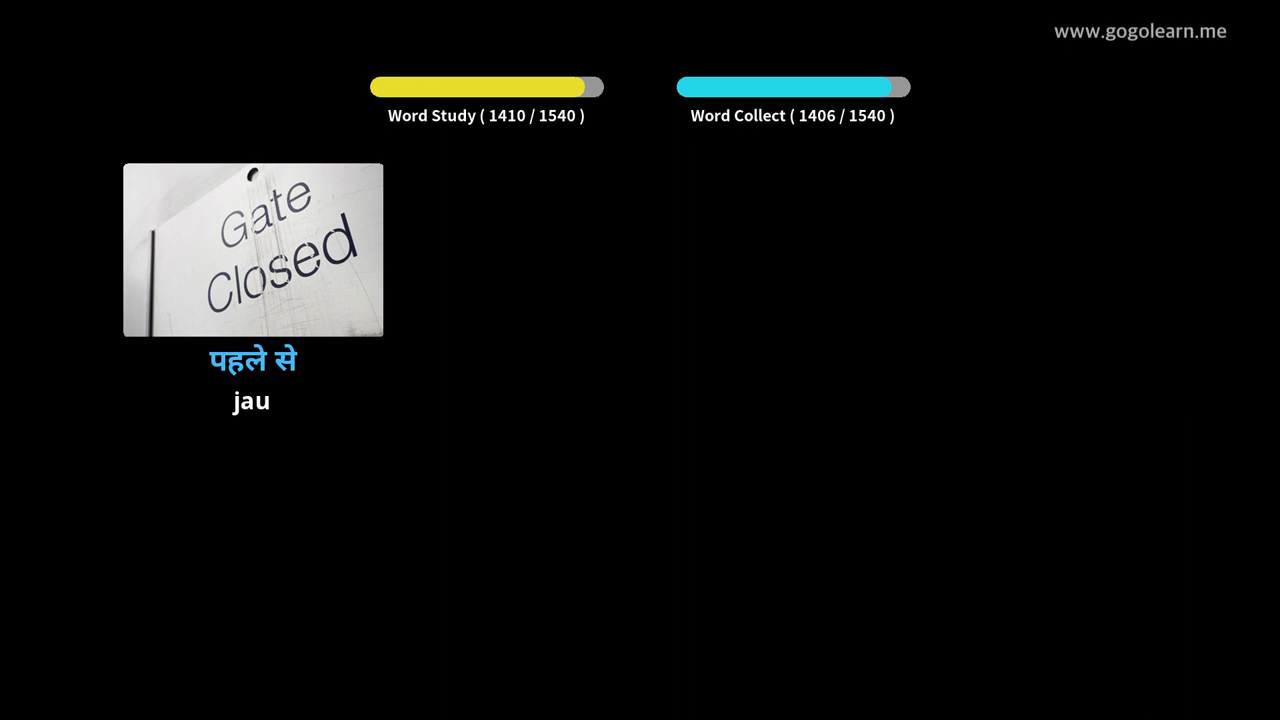 www.gogolearn.me
Word Study ( 1410 / 1540 )
Word Collect ( 1406 / 1540 )
Gate
Closed
पहले से
jau